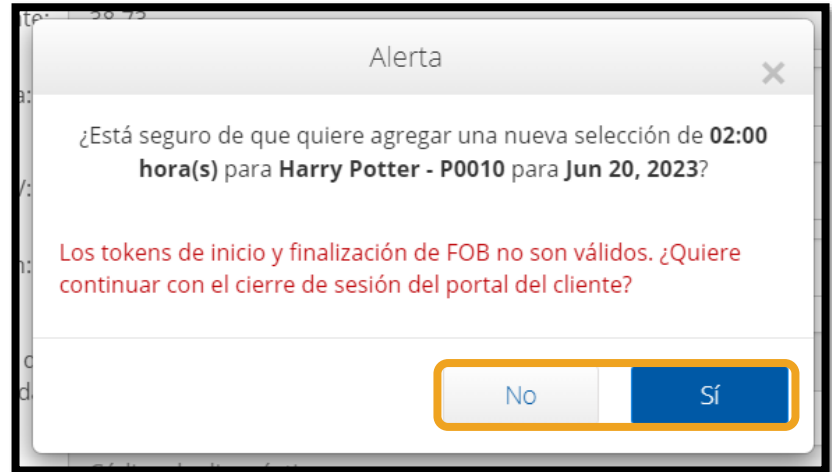 38.73
Alerta
¿Está seguro de que quiere agregar una nueva selección de 02:00
hora(s) para Harry Potter - P0010 para Jun 20, 2023?
Los tokens de inicio y finalización de FOB no son válidos. ¿Quiere
continuar con el cierre de sesión del portal del cliente?
No
Sí